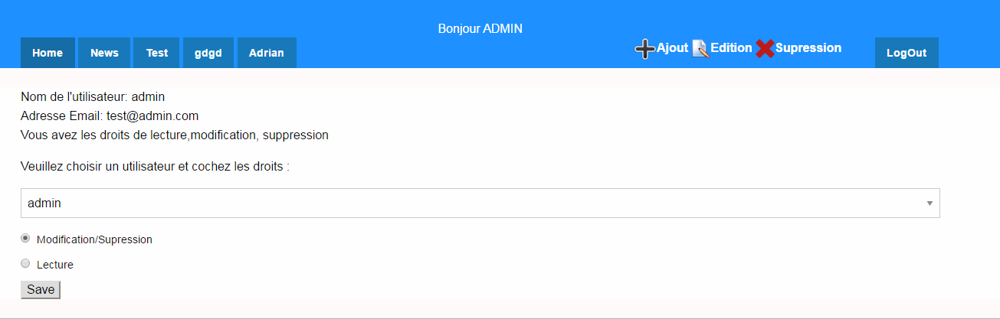 Bonjour ADMIN
Home News Test gdgd Adrian Ajout Edition Supression LogOut
Nom de l'utilisateur: admin
Adresse Email: test@admin.com
Vous avez les droits de lecture,modification, suppression
Veuillez choisir un utilisateur et cochez les droits :
admin
Modification/Supression
Lecture
Save